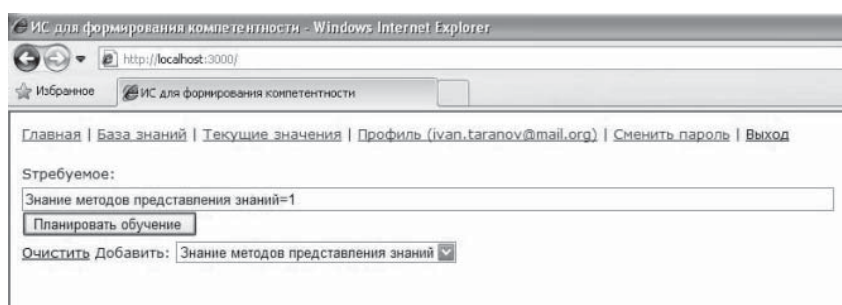 ИС для формирования компетентности - Windows Internet Explorer
http://localhost:3000/
Избранное ИС для формирования компетентности
Главная | База знаний | Текущие значения | Профиль (ivan.taranov@mail.org) | Сменить пароль | Выход
Sтребуемое:
Знание методов представления знаний=1
Планировать обучение
Очистить Добавить: Знание методов представления знаний